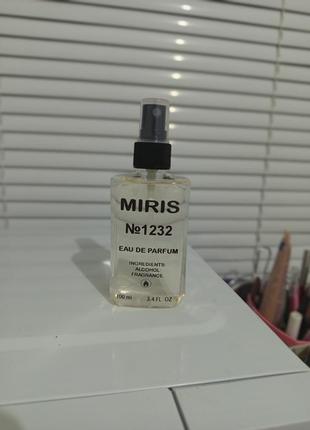 MIRIS
№1232
EAU DE PARFUM
INGREDIENTS:
ALCOHOL
FRAGRANCE
100 ml 3.4 FL. OZ